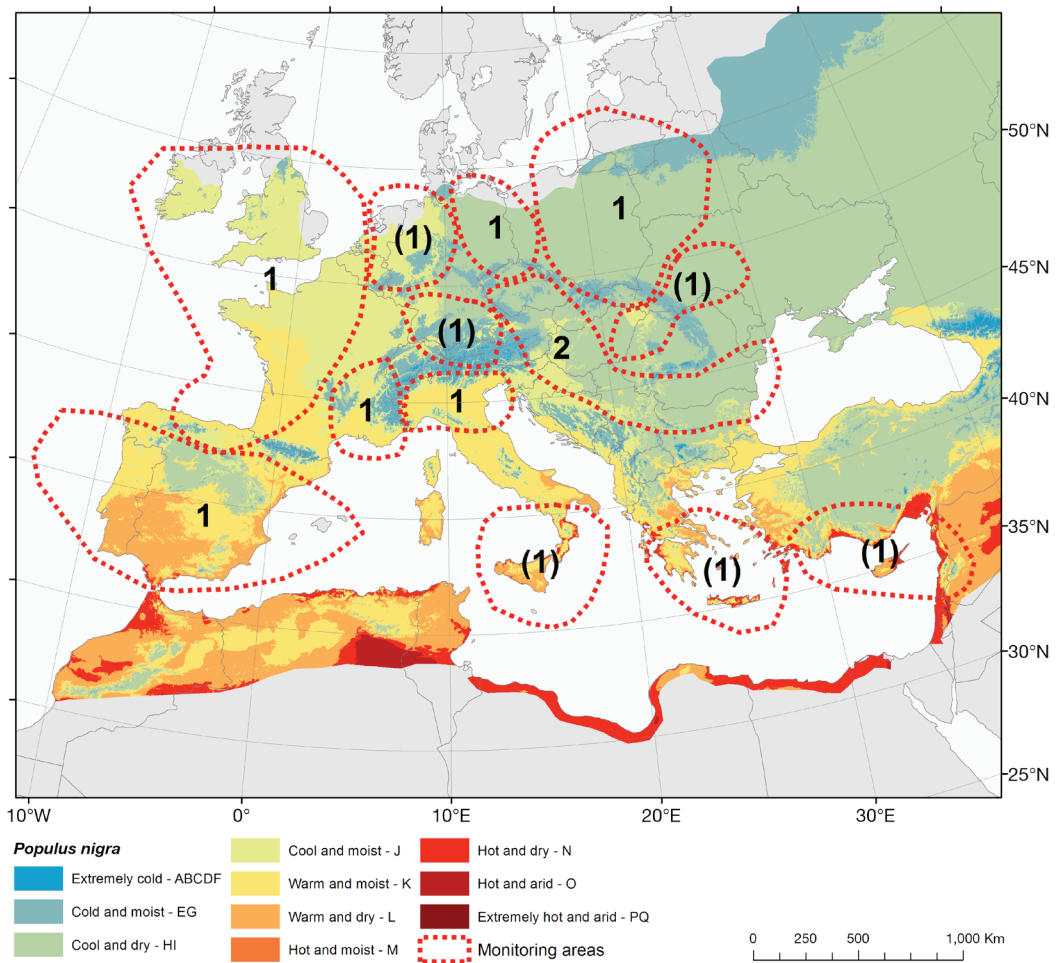 50°N
1
(1)
1
1
45°N
1
(1)
(1)
2
40°N
1
1
1
35°N
(1)
(1)
(1)
30°N
25°N
10°W
0°
10°E
20°E
30°E
Populus nigra
Extremely cold - ABCDF
Cold and moist - EG
Cool and dry - HI
Cool and moist - J
Warm and moist - K
Warm and dry - L
Hot and moist - M
Hot and dry - N
Hot and arid - O
Extremely hot and arid - PQ
Monitoring areas
0 250 500 1,000 Km